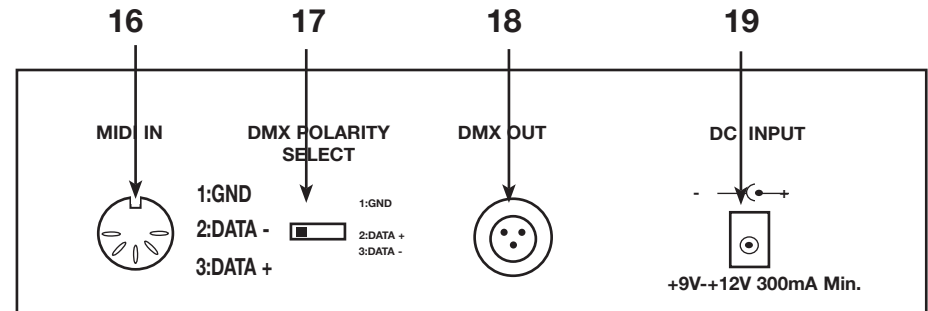 16
17
18
19
MIDI IN
DMX POLARITY
SELECT
DMX OUT
DC INPUT
1:GND
2:DATA -
3:DATA +
1:GND
2:DATA +
3:DATA -
- +
+9V-+12V 300mA Min.